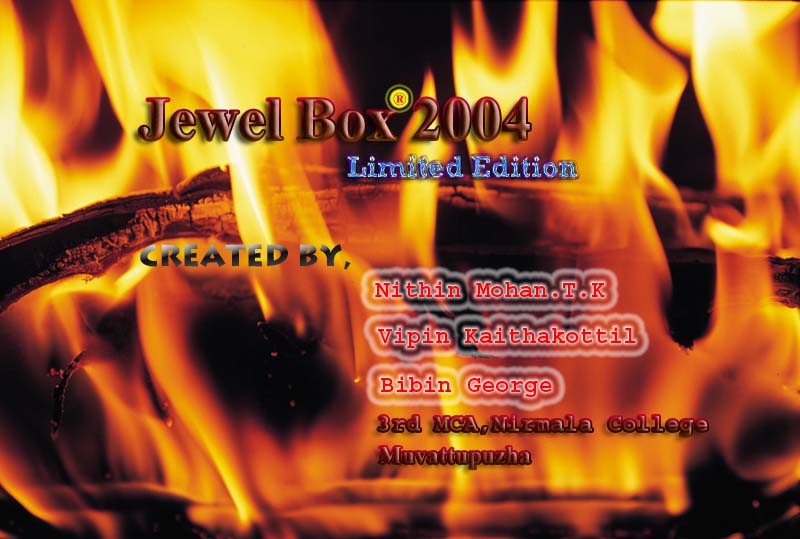 Jewel Box® 2004
Limited Edition
CREATED BY,
Nithin Mohan.T.K
Vipin Kaithakottil
Bibin George
3rd MCA,Nirmala College
Muvattupuzha